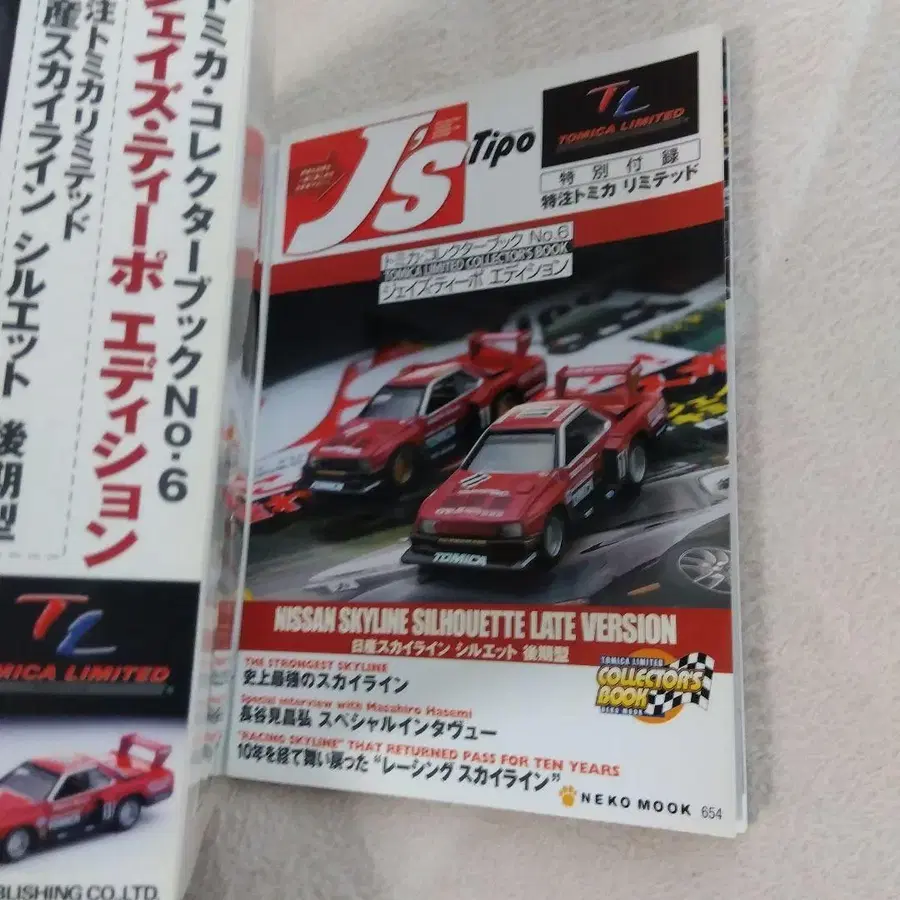 トミカ・コレクターブックNo.6
ジェイズ・ティーポ エディション
注トミカリミテッド
産スカイライン シルエット 後期型
TL
MICA LIMITED
BLISHING CO.,LTD.
J's Tipo
TL
TOMICA LIMITED
特別付録
特注トミカ リミテッド
トミカ・コレクターブック No.6
TOMICA LIMITED COLLECTOR'S BOOK
ジェイズ・ティーポ エディション
TOMICA
NISSAN SKYLINE SILHOUETTE LATE VERSION
日産スカイライン シルエット 後期型
THE STRONGEST SKYLINE
史上最強のスカイライン
Special interview with Masahiro Hasemi
長谷見昌弘 スペシャルインタヴュー
"RACING SKYLINE" THAT RETURNED PASS FOR TEN YEARS
10年を経て舞い戻った“レーシング スカイライン”
TOMICA LIMITED
COLLECTOR'S
BOOK
NEKO MOOK
NEKO MOOK 654